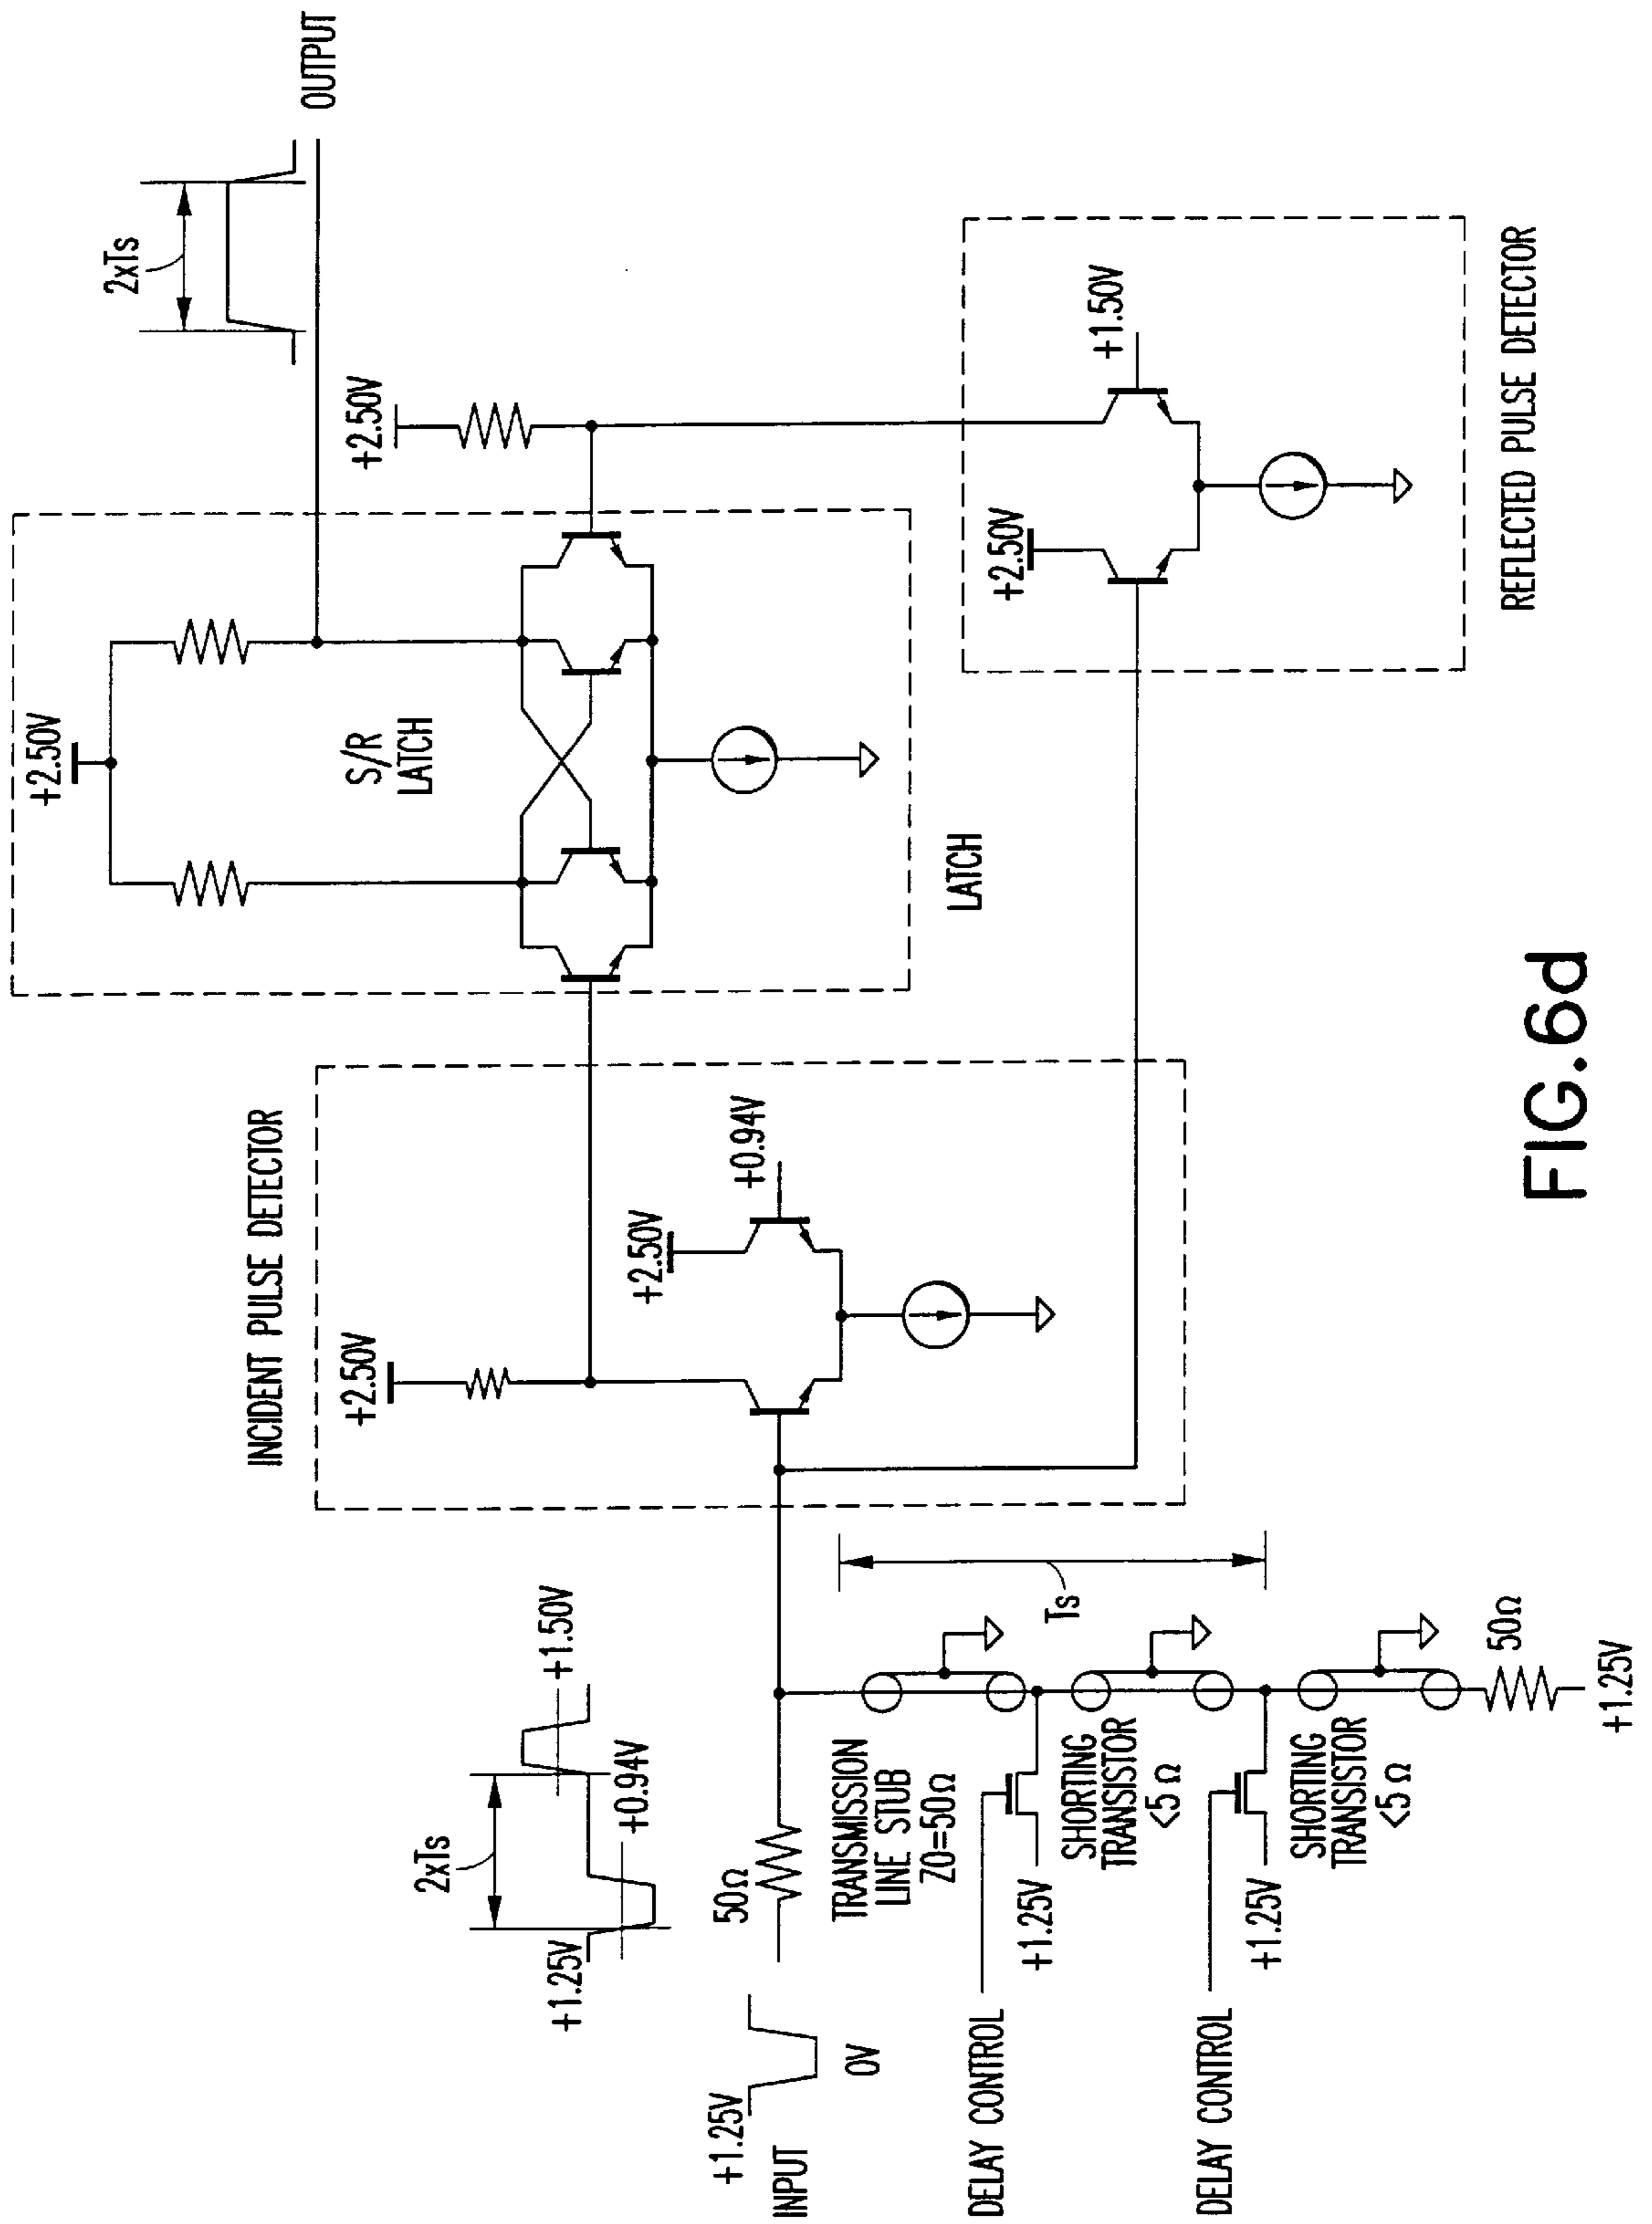 OUTPUT
2xTs
+2.50V
+2.50V
S/R
LATCH
LATCH
INCIDENT PULSE DETECTOR
+2.50V
+2.50V
+0.94V
+2.50V
+1.50V
REFLECTED PULSE DETECTOR
2xTs
+1.25V
+0.94V
+1.50V
+1.25V
0V
INPUT
50Ω
TRANSMISSION
LINE STUB
Z0=50Ω
Ts
DELAY CONTROL
+1.25V
SHORTING
TRANSISTOR
<5Ω
DELAY CONTROL
+1.25V
SHORTING
TRANSISTOR
<5Ω
50Ω
+1.25V
FIG.6d